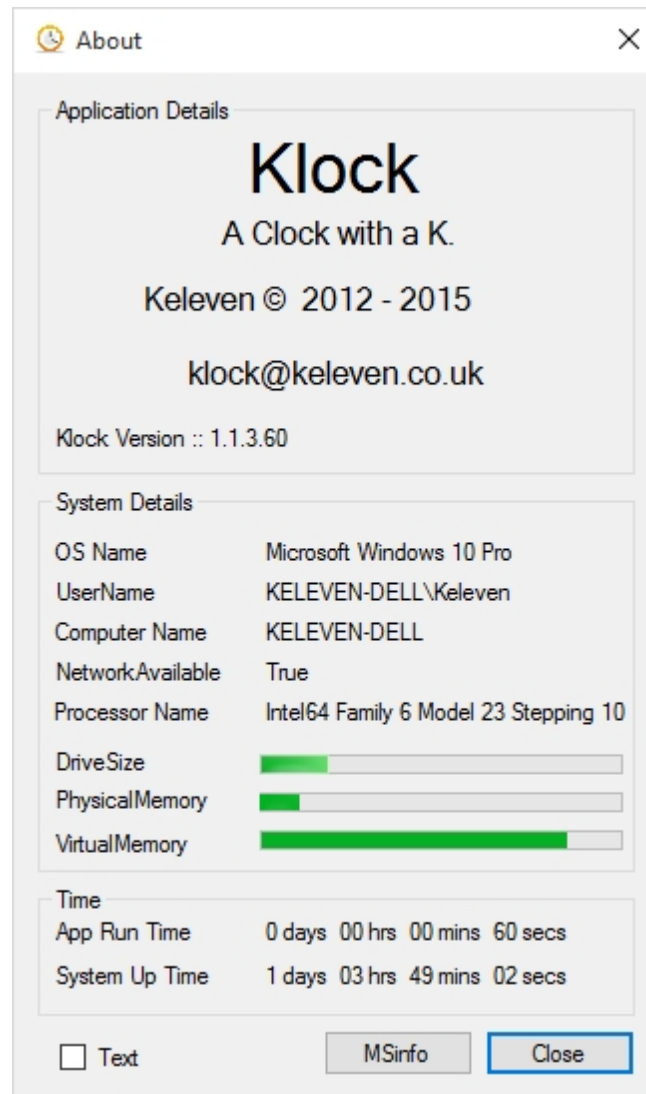 About
Application Details
Klock
A Clock with a K.
Keleven © 2012 - 2015
klock@keleven.co.uk
Klock Version :: 1.1.3.60
System Details
OS Name Microsoft Windows 10 Pro
UserName KELEVEN-DELL\Keleven
Computer Name KELEVEN-DELL
NetworkAvailable True
Processor Name Intel64 Family 6 Model 23 Stepping 10
DriveSize
PhysicalMemory
VirtualMemory
Time
App Run Time 0 days 00 hrs 00 mins 60 secs
System Up Time 1 days 03 hrs 49 mins 02 secs
Text MSinfo Close